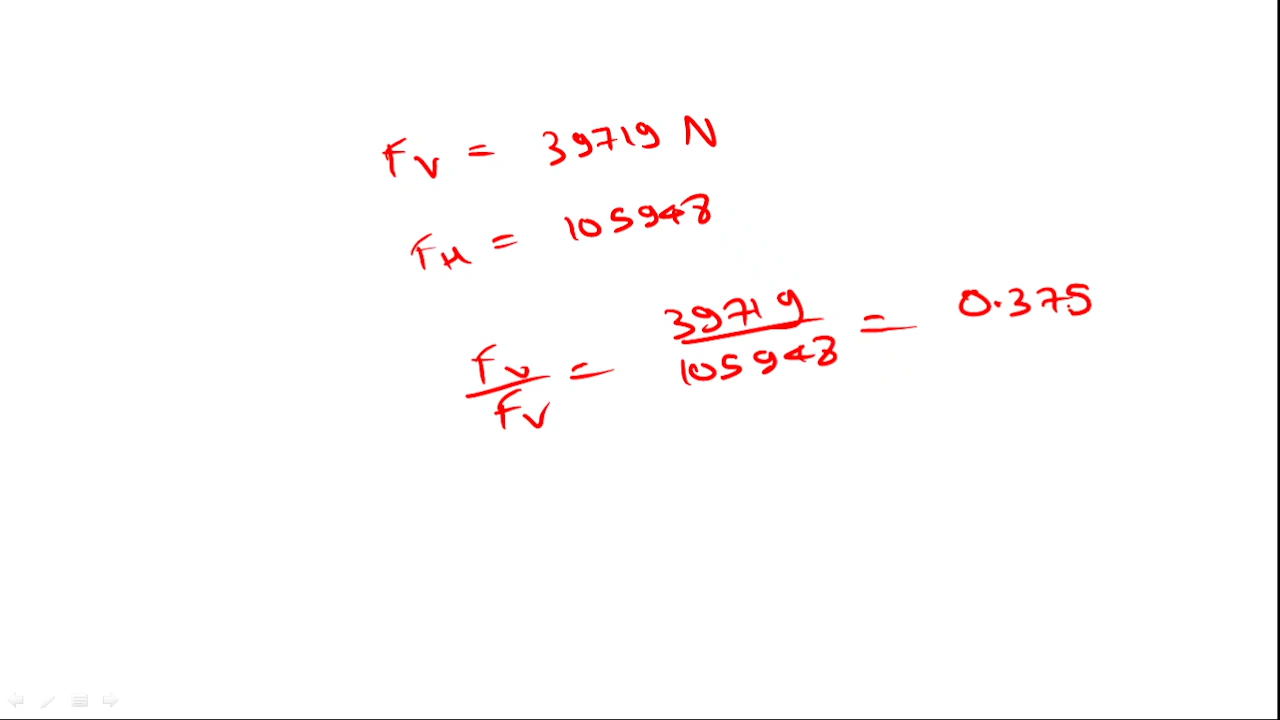 Fv = 39719 N
FH = 105948
Fv/Fv = 39719/105948 = 0.375